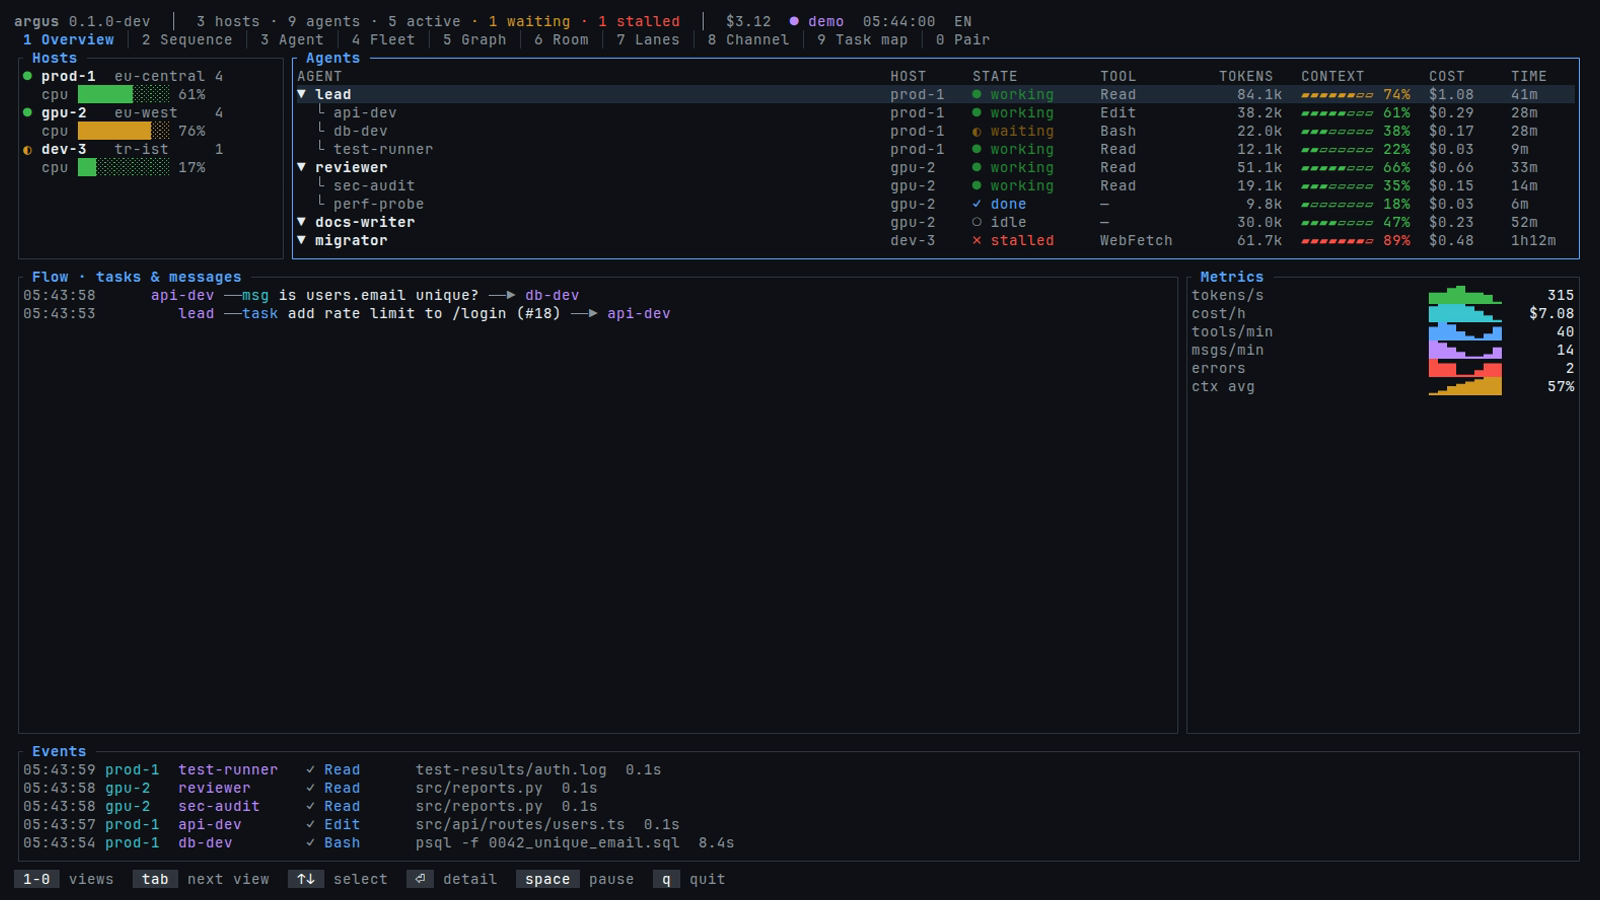 argus 0.1.0-dev │ 3 hosts · 9 agents · 5 active · 1 waiting · 1 stalled │ $3.12 ● demo 05:44:00 EN
1 Overview │ 2 Sequence │ 3 Agent │ 4 Fleet │ 5 Graph │ 6 Room │ 7 Lanes │ 8 Channel │ 9 Task map │ 0 Pair
Hosts
● prod-1 eu-central 4
cpu 61%
● gpu-2 eu-west 4
cpu 76%
◐ dev-3 tr-ist 1
cpu 17%
Agents
AGENT HOST STATE TOOL TOKENS CONTEXT COST TIME
▼ lead prod-1 ● working Read 84.1k ▰▰▰▰▰▰▱▱ 74% $1.08 41m
└ api-dev prod-1 ● working Edit 38.2k ▰▰▰▰▰▱▱▱ 61% $0.29 28m
└ db-dev prod-1 ◐ waiting Bash 22.0k ▰▰▰▱▱▱▱▱ 38% $0.17 28m
└ test-runner prod-1 ● working Read 12.1k ▰▰▱▱▱▱▱▱ 22% $0.03 9m
▼ reviewer gpu-2 ● working Read 51.1k ▰▰▰▰▰▱▱▱ 66% $0.66 33m
└ sec-audit gpu-2 ● working Read 19.1k ▰▰▰▱▱▱▱▱ 35% $0.15 14m
└ perf-probe gpu-2 ✓ done — 9.8k ▰▱▱▱▱▱▱▱ 18% $0.03 6m
▼ docs-writer gpu-2 ○ idle — 30.0k ▰▰▰▰▱▱▱▱ 47% $0.23 52m
▼ migrator dev-3 ✕ stalled WebFetch 61.7k ▰▰▰▰▰▰▰▱ 89% $0.48 1h12m
Flow · tasks & messages
05:43:58 api-dev ──msg is users.email unique? ──▶ db-dev
05:43:53 lead ──task add rate limit to /login (#18) ──▶ api-dev
Metrics
tokens/s 315
cost/h $7.08
tools/min 40
msgs/min 14
errors 2
ctx avg 57%
Events
05:43:59 prod-1 test-runner ✓ Read test-results/auth.log 0.1s
05:43:58 gpu-2 reviewer ✓ Read src/reports.py 0.1s
05:43:58 gpu-2 sec-audit ✓ Read src/reports.py 0.1s
05:43:57 prod-1 api-dev ✓ Edit src/api/routes/users.ts 0.1s
05:43:54 prod-1 db-dev ✓ Bash psql -f 0042_unique_email.sql 8.4s
1-0 views tab next view ↑↓ select ⏎ detail space pause q quit